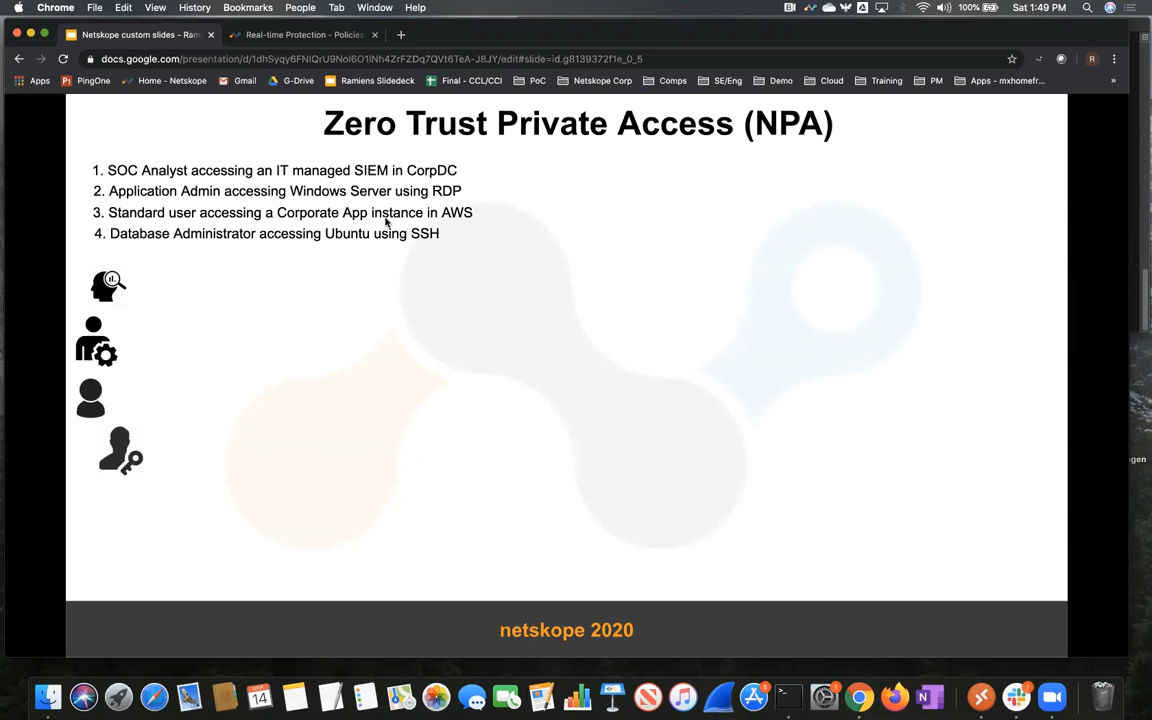 Chrome File Edit View History Bookmarks People Tab Window Help 100% Sat 1:49 PM
Netskope custom slides - Ram Real-time Protection - Policies
docs.google.com/presentation/d/1dhSyqy6FNIQrU9NoI6O1lNh4ZrFZDq7QVt6TeA-J8JY/edit#slide=id.g8139372f1e_0_5
Apps PingOne Home - Netskope Gmail G-Drive Ramiens Slidedeck Final - CCL/CCI PoC Netskope Corp Comps SE/Eng Demo Cloud Training PM Apps - mxhomefr... »
Zero Trust Private Access (NPA)
1. SOC Analyst accessing an IT managed SIEM in CorpDC
2. Application Admin accessing Windows Server using RDP
3. Standard user accessing a Corporate App instance in AWS
4. Database Administrator accessing Ubuntu using SSH
gen
netskope 2020